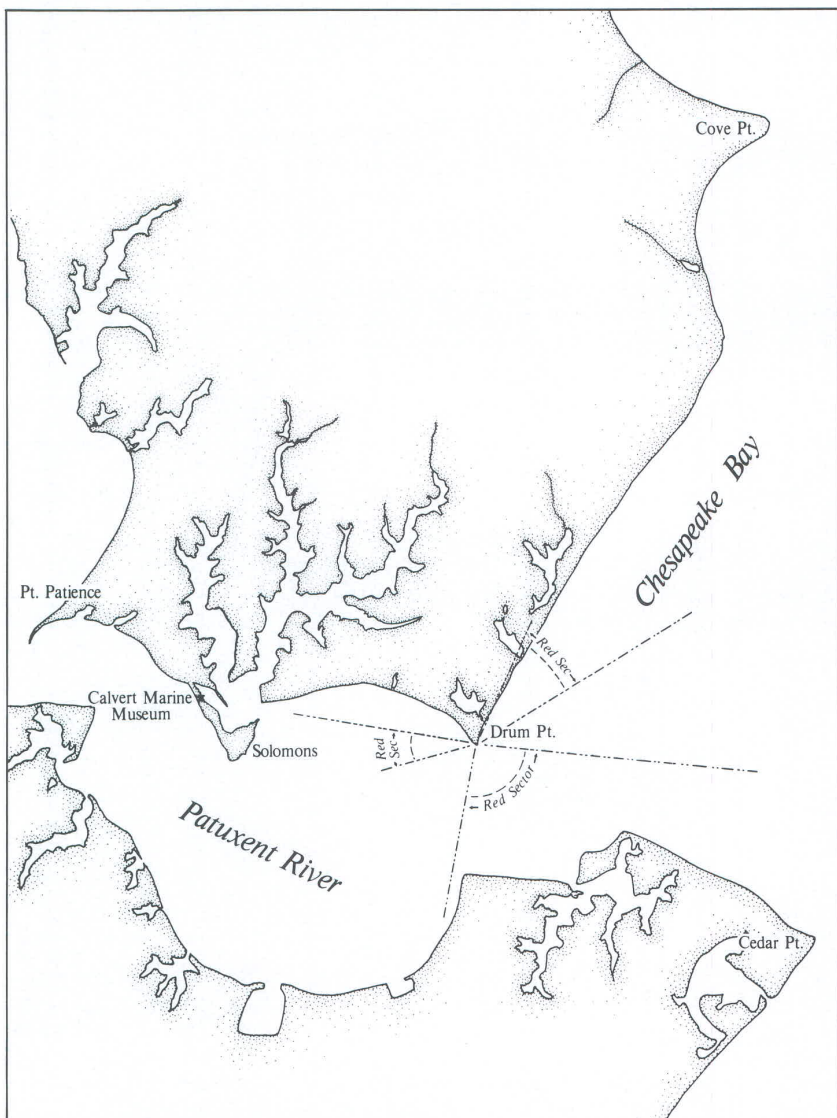 Cove Pt.
Chesapeake Bay
Pt. Patience
Red Sec
Calvert Marine
Museum
Solomons
Red
Sec
Drum Pt.
Red Sector
Patuxent River
Cedar Pt.